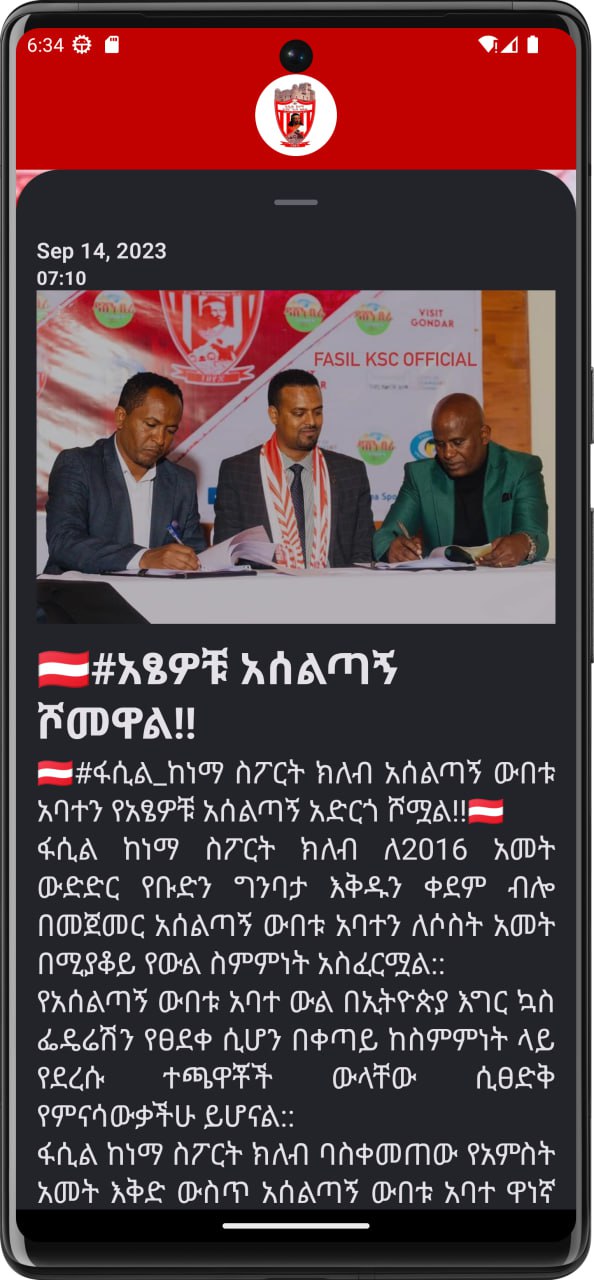 6:34
Sep 14, 2023
07:10
ዳሸን ቢራ
VISIT
GONDAR
FASIL KSC OFFICIAL
🇦🇹#አፄዎቹ አሰልጣኝ
ሾመዋል!!
🇦🇹#ፋሲል_ከነማ ስፖርት ክለብ አሰልጣኝ ውበቱ
አባተን የአፄዎቹ አሰልጣኝ አድርጎ ሾሟል!!🇦🇹
ፋሲል ከነማ ስፖርት ክለብ ለ2016 አመት
ውድድር የቡድን ግንባታ እቅዱን ቀደም ብሎ
በመጀመር አሰልጣኝ ውበቱ አባተን ለሶስት አመት
በሚያቆይ የውል ስምምነት አስፈርሟል::
የአሰልጣኝ ውበቱ አባተ ውል በኢትዮጵያ እግር ኳስ
ፌዴሬሽን የፀደቀ ሲሆን በቀጣይ ከስምምነት ላይ
የደረሱ ተጫዋቾች ውላቸው ሲፀድቅ
የምናሳውቃችሁ ይሆናል::
ፋሲል ከነማ ስፖርት ክለብ ባስቀመጠው የአምስት
አመት እቅድ ውስጥ አሰልጣኝ ውበቱ አባተ ዋነኛ